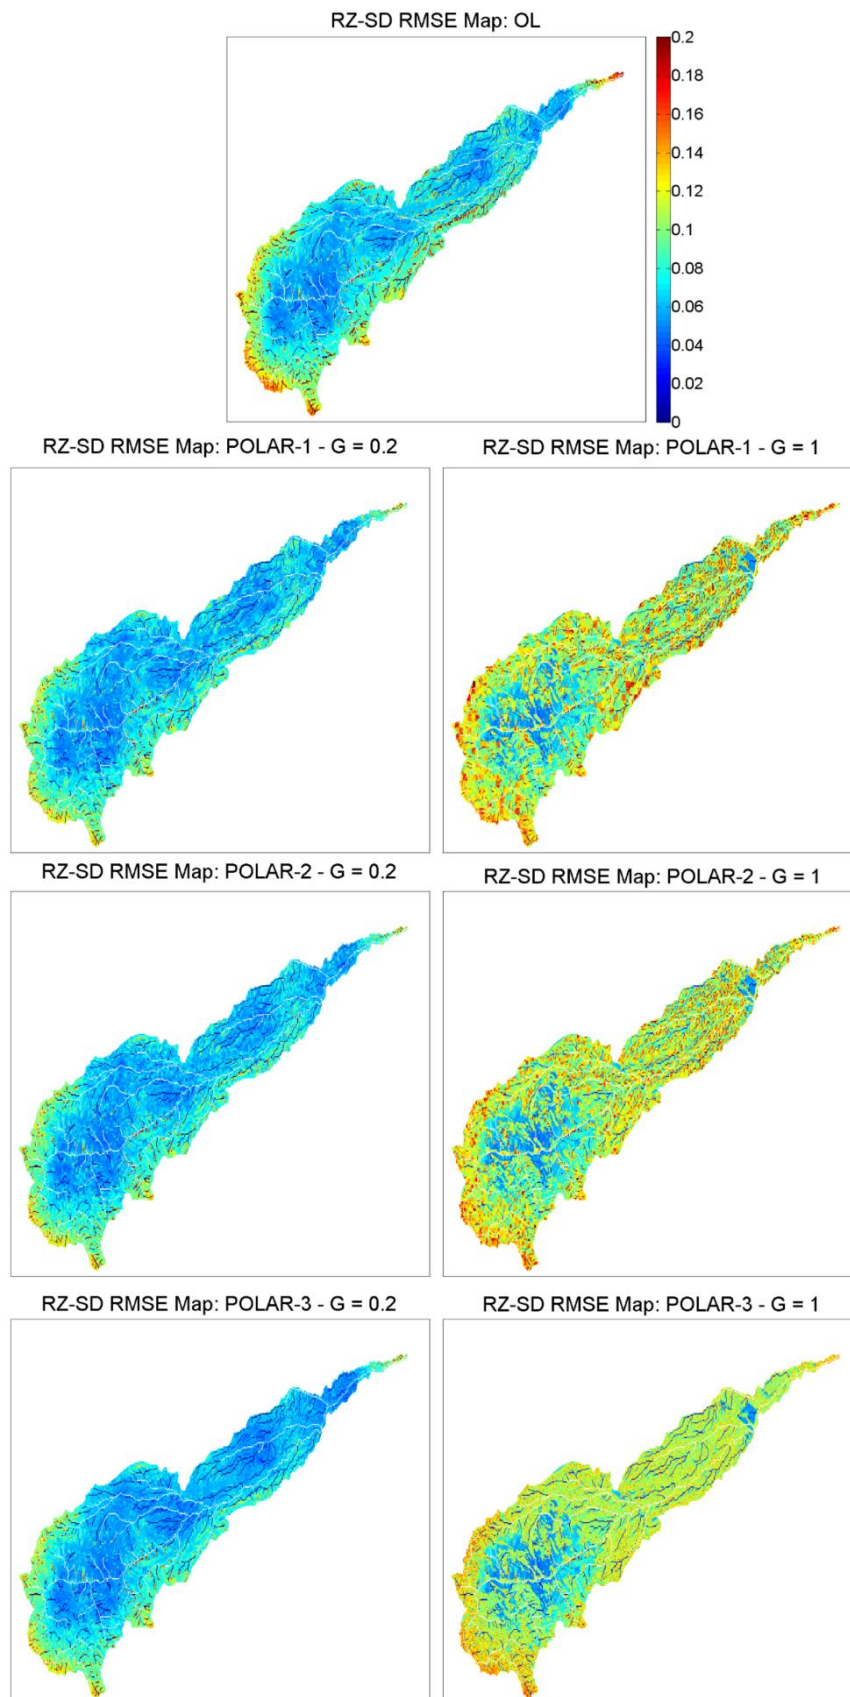 RZ-SD RMSE Map: OL
0.2
0.18
0.16
0.14
0.12
0.1
0.08
0.06
0.04
0.02
0
RZ-SD RMSE Map: POLAR-1 - G = 0.2
RZ-SD RMSE Map: POLAR-1 - G = 1
RZ-SD RMSE Map: POLAR-2 - G = 0.2
RZ-SD RMSE Map: POLAR-2 - G = 1
RZ-SD RMSE Map: POLAR-3 - G = 0.2
RZ-SD RMSE Map: POLAR-3 - G = 1